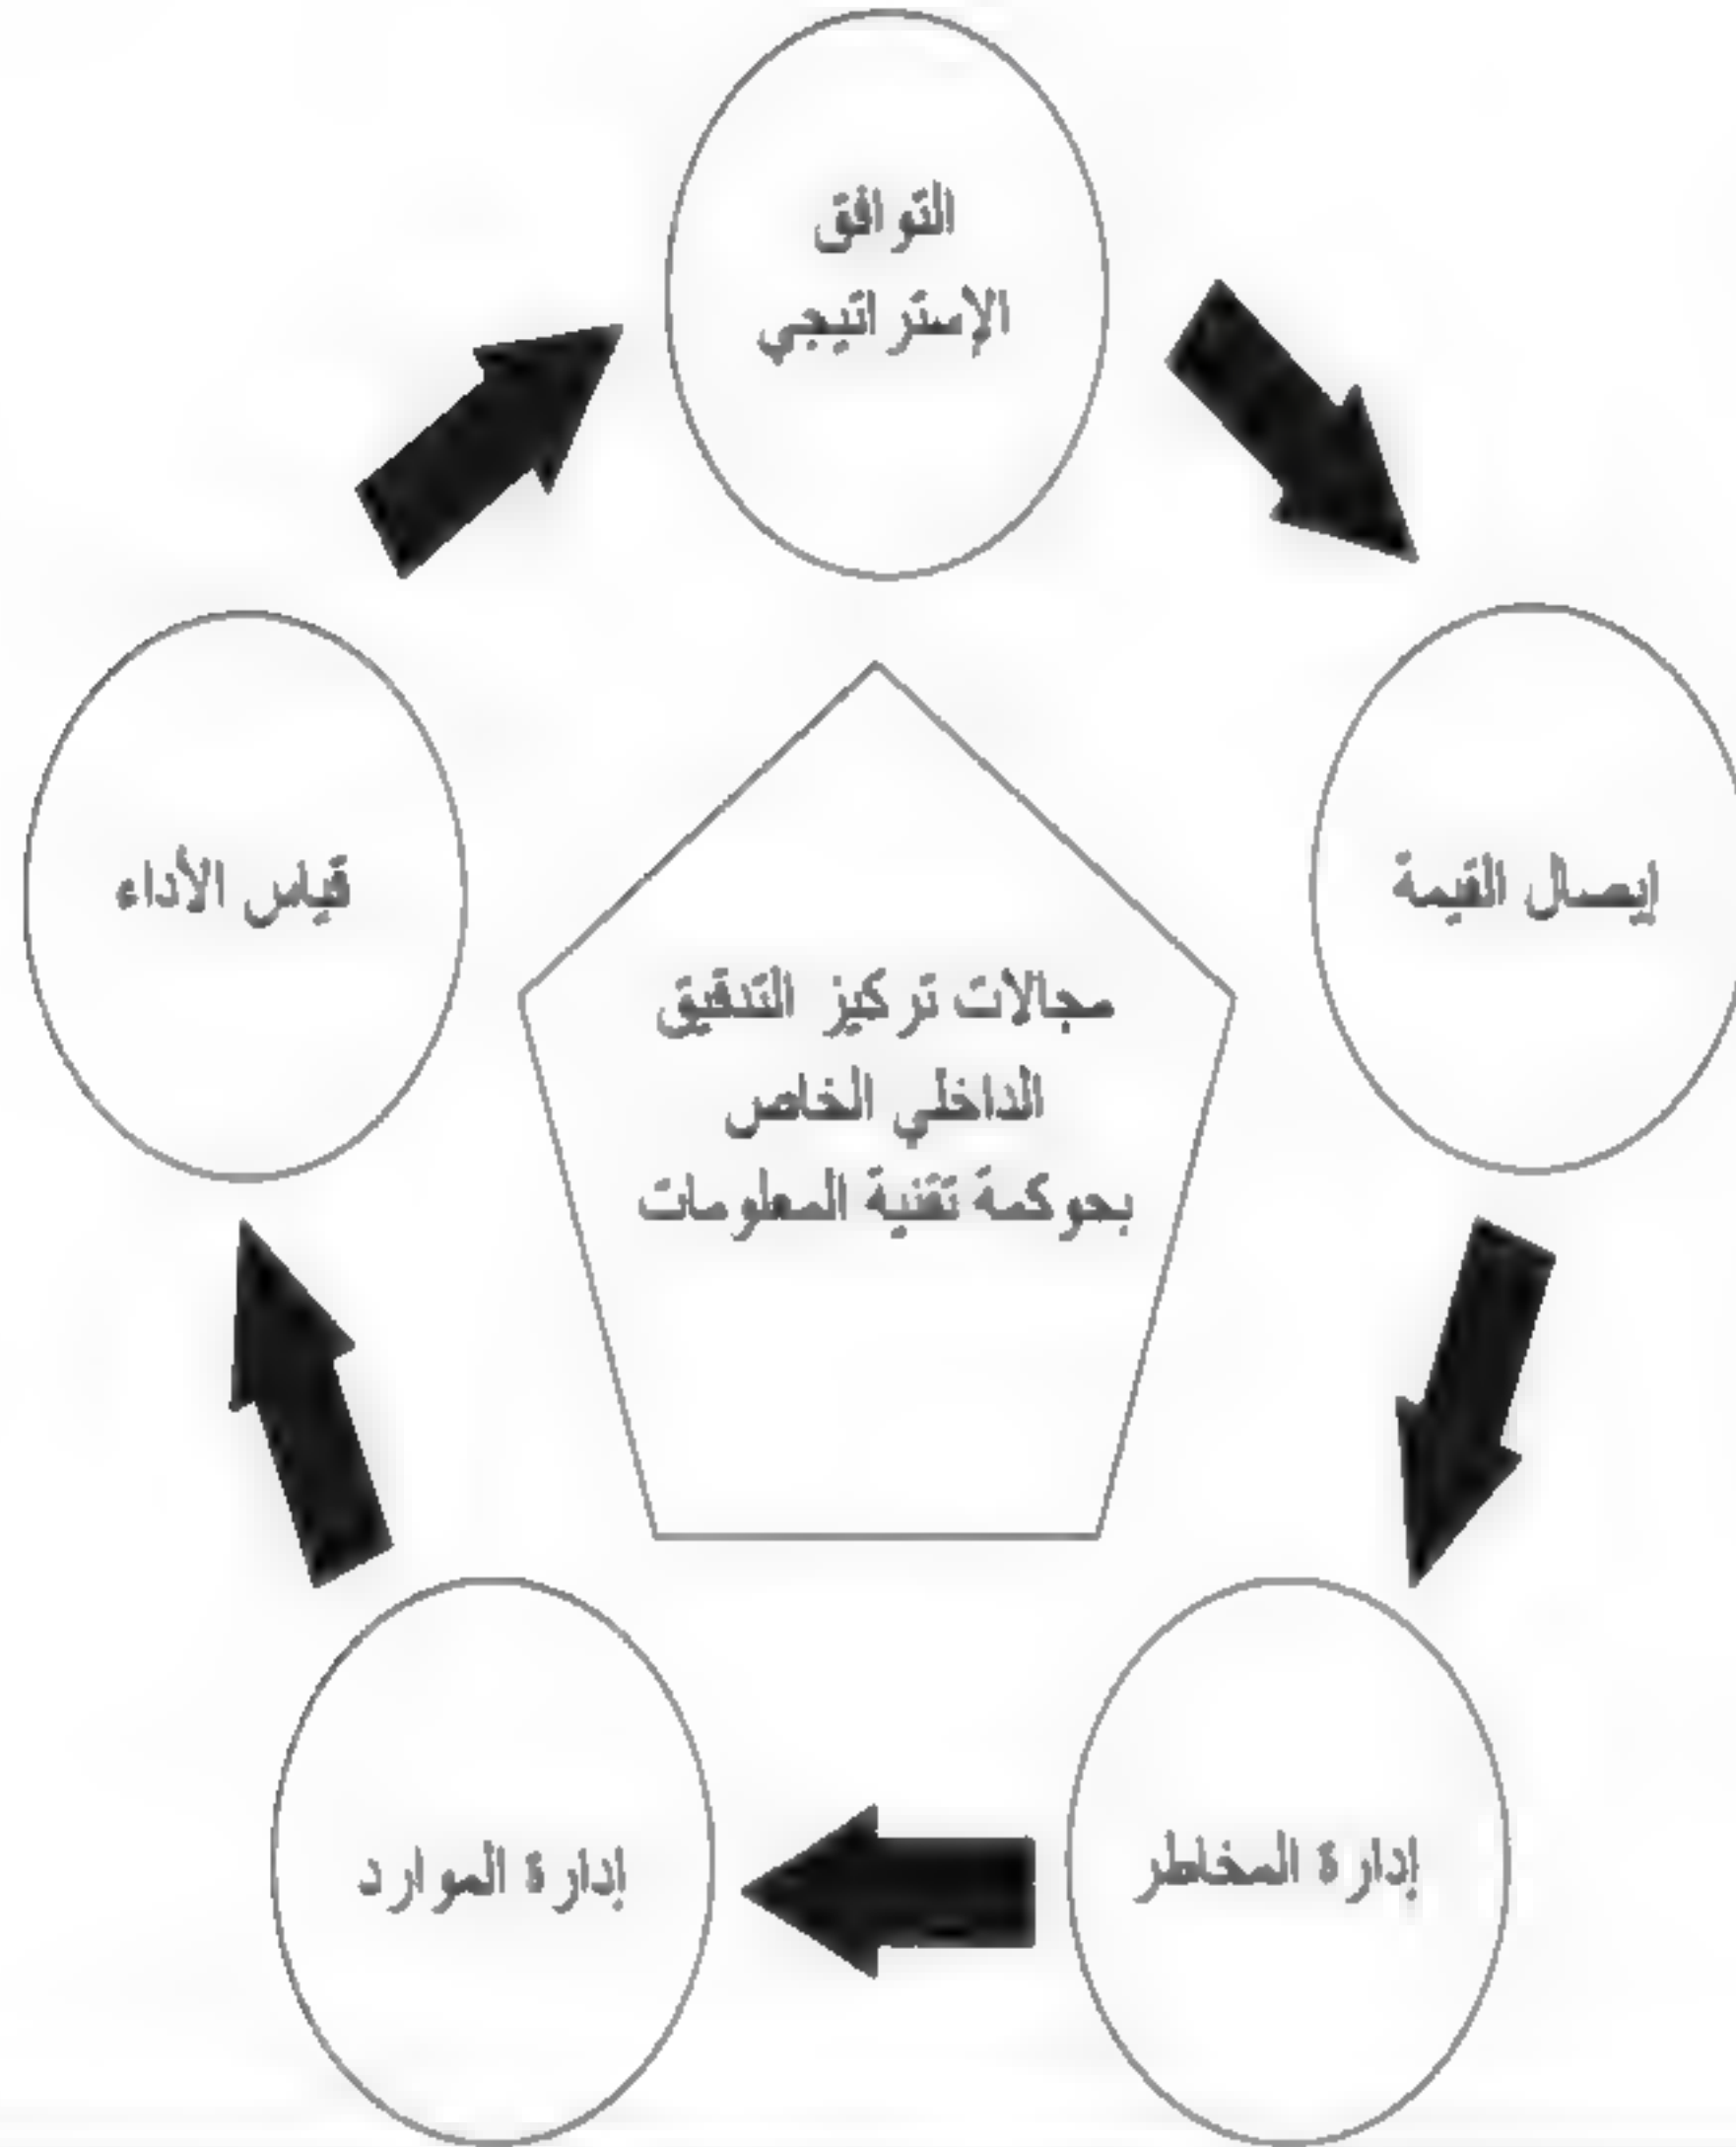 التوافق
الإستراتيجي
إيصال القيمة
قياس الأداء
مجالات تركيز التدقيق
الداخلي الخاص
بحوكمة تقنية المعلومات
إدارة المخاطر
إدارة الموارد